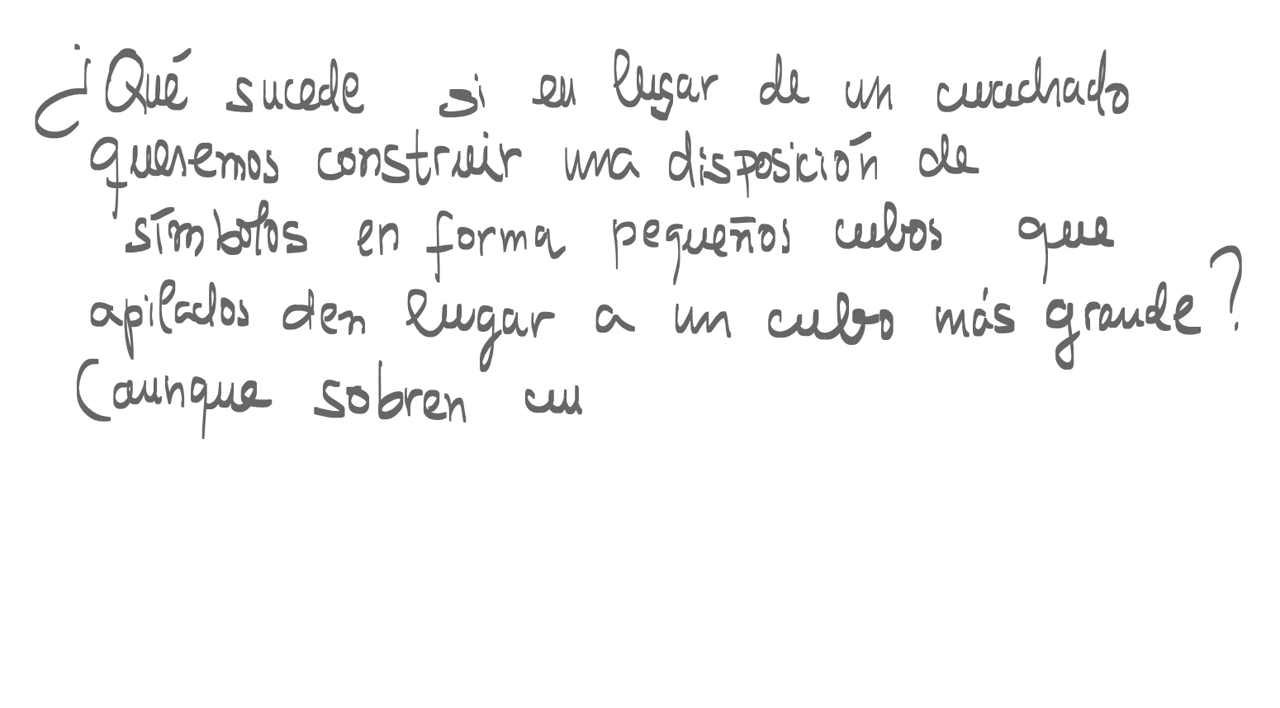 ¿Qué sucede si en lugar de un cuadrado
queremos construir una disposición de
símbolos en forma pequeños cubos que
apilados den lugar a un cubo más grande?
(aunque sobren cu